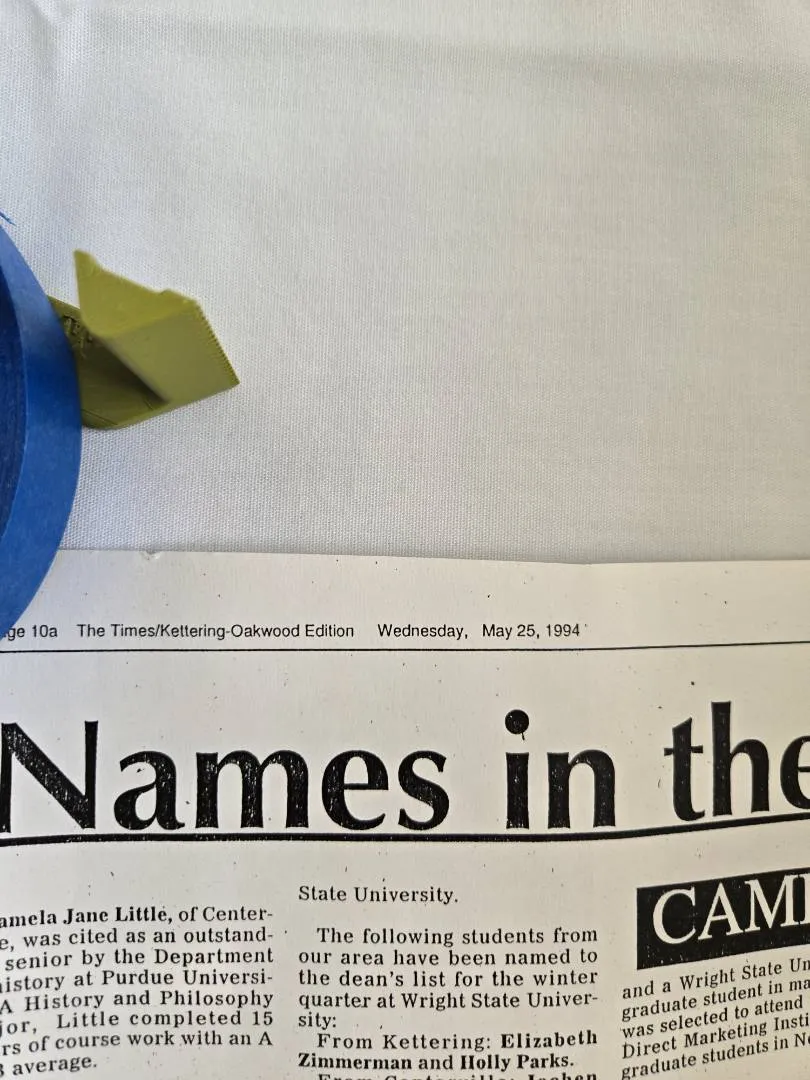 ge 10a The Times/Kettering-Oakwood Edition Wednesday, May 25, 1994
Names in the
amela Jane Little, of Center-
e, was cited as an outstand-
senior by the Department
istory at Purdue Universi-
A History and Philosophy
jor, Little completed 15
rs of course work with an A
average.
State University.
The following students from
our area have been named to
the dean's list for the winter
quarter at Wright State Univer-
sity:
From Kettering: Elizabeth
Zimmerman and Holly Parks.
CAM
and a Wright State Un
graduate student in ma
was selected to attend
Direct Marketing Insti
graduate students in N